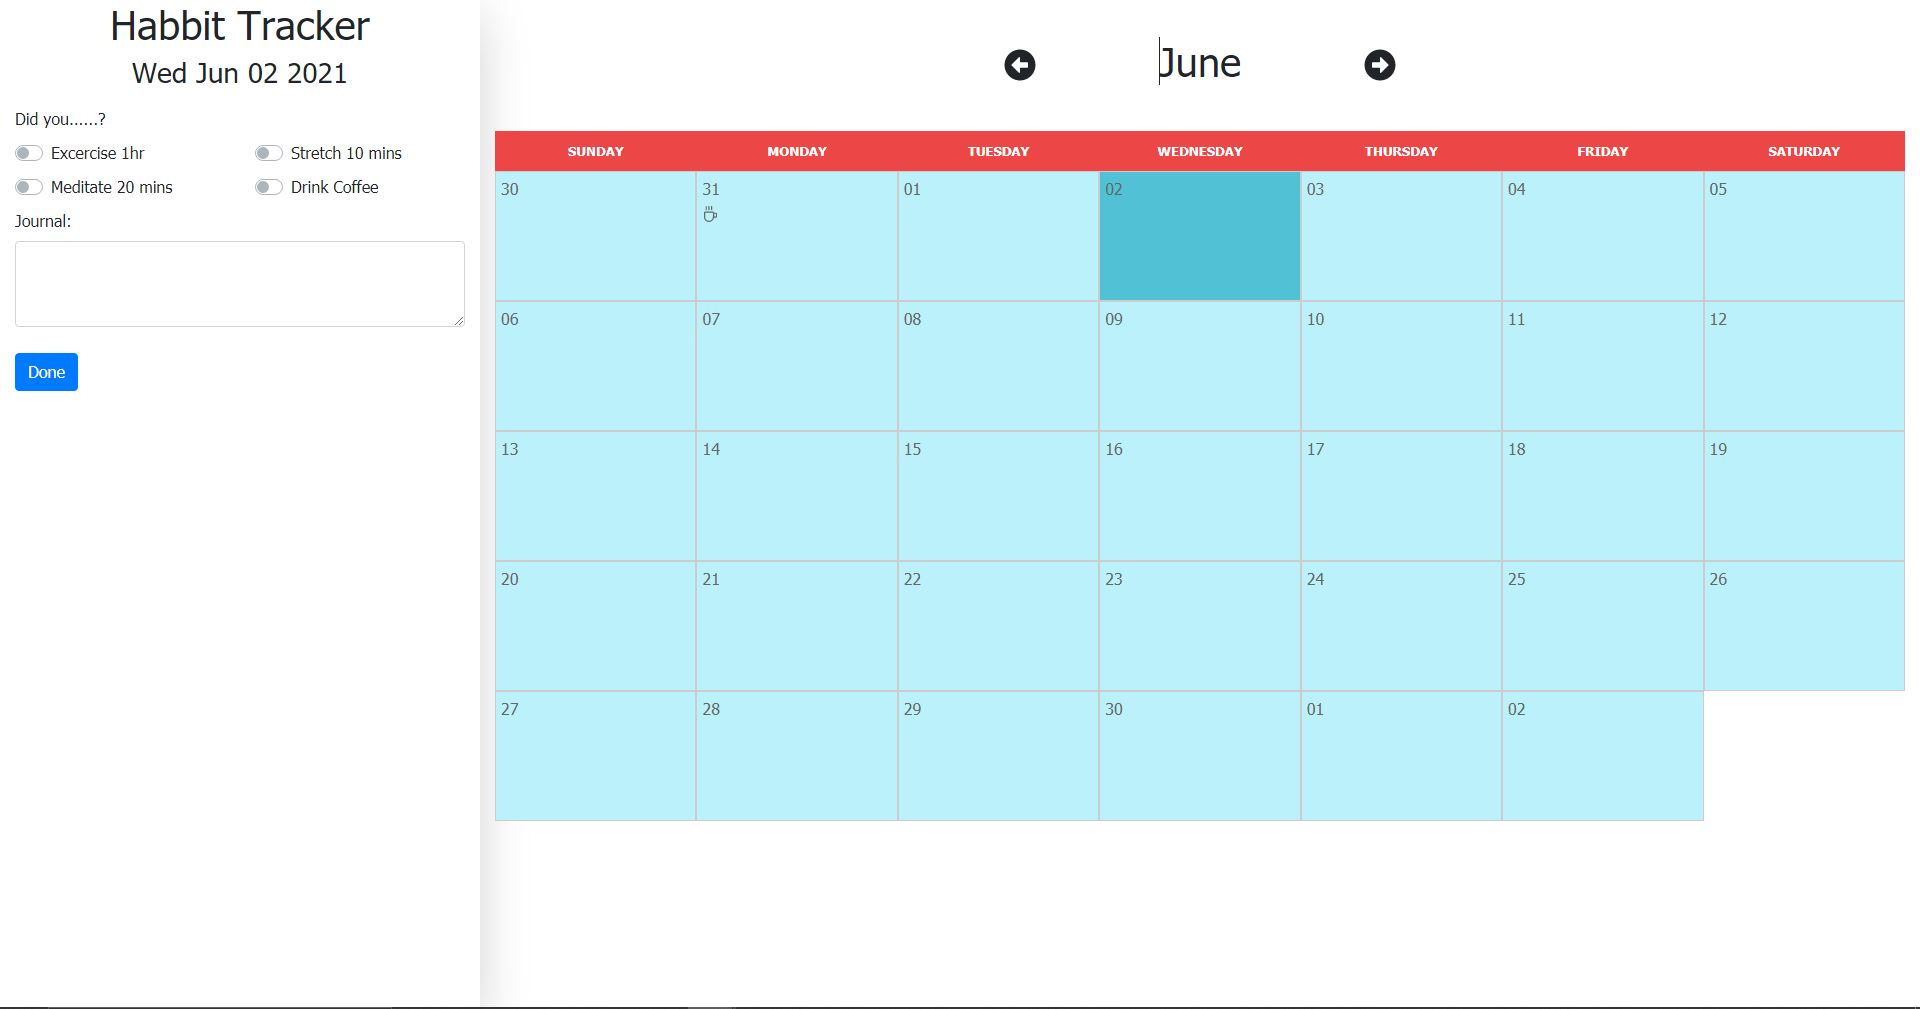 Habbit Tracker
Wed Jun 02 2021
Did you......?
Excercise 1hr Stretch 10 mins
Meditate 20 mins Drink Coffee
Journal:
Done
June
SUNDAY MONDAY TUESDAY WEDNESDAY THURSDAY FRIDAY SATURDAY
30 31 01 02 03 04 05
06 07 08 09 10 11 12
13 14 15 16 17 18 19
20 21 22 23 24 25 26
27 28 29 30 01 02